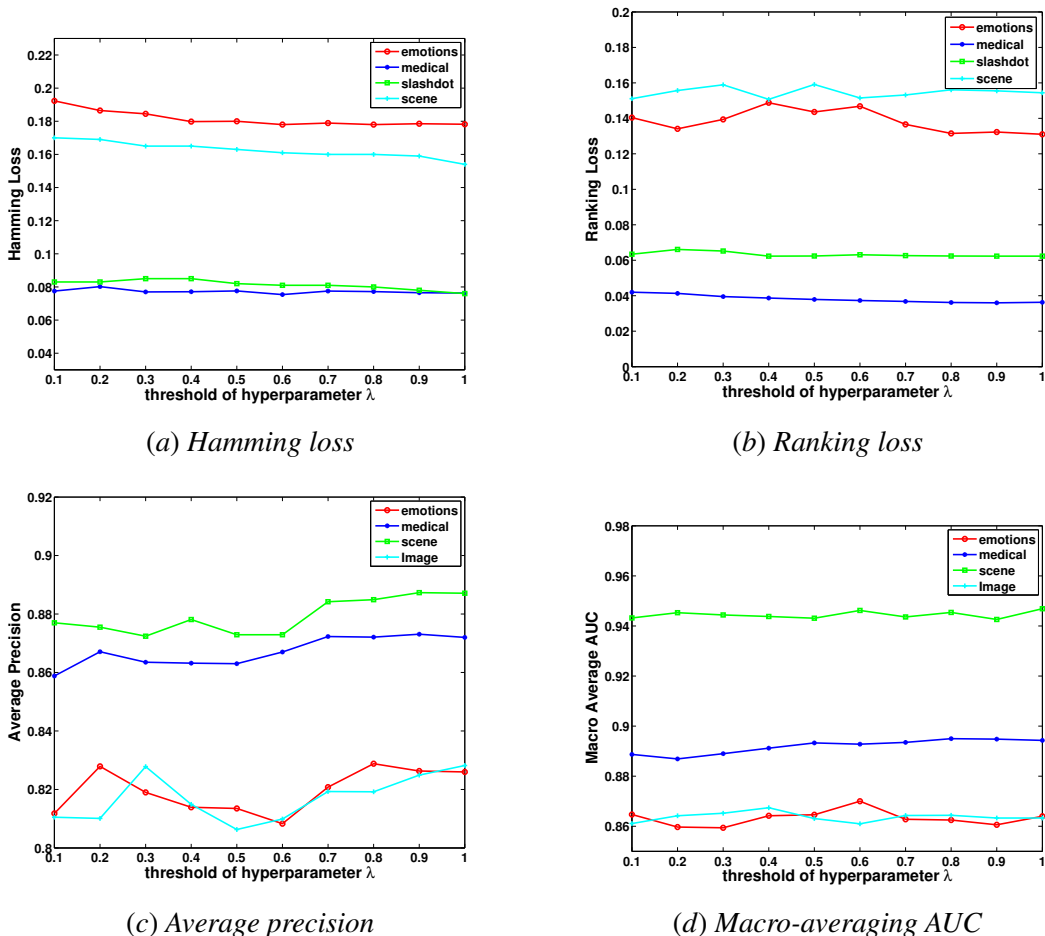 0.22
0.2
0.18
0.16
0.14
0.12
0.1
0.08
0.06
0.04
Hamming Loss
emotions
medical
slashdot
scene
0.1 0.2 0.3 0.4 0.5 0.6 0.7 0.8 0.9 1
threshold of hyperparameter λ
(a) Hamming loss
0.2
0.18
0.16
0.14
0.12
0.1
0.08
0.06
0.04
0.02
0
Ranking Loss
emotions
medical
slashdot
scene
0.1 0.2 0.3 0.4 0.5 0.6 0.7 0.8 0.9 1
threshold of hyperparameter λ
(b) Ranking loss
0.92
0.9
0.88
0.86
0.84
0.82
0.8
Average Precision
emotions
medical
scene
Image
0.1 0.2 0.3 0.4 0.5 0.6 0.7 0.8 0.9 1
threshold of hyperparameter λ
(c) Average precision
0.98
0.96
0.94
0.92
0.9
0.88
0.86
Macro Average AUC
emotions
medical
scene
Image
0.1 0.2 0.3 0.4 0.5 0.6 0.7 0.8 0.9 1
threshold of hyperparameter λ
(d) Macro-averaging AUC